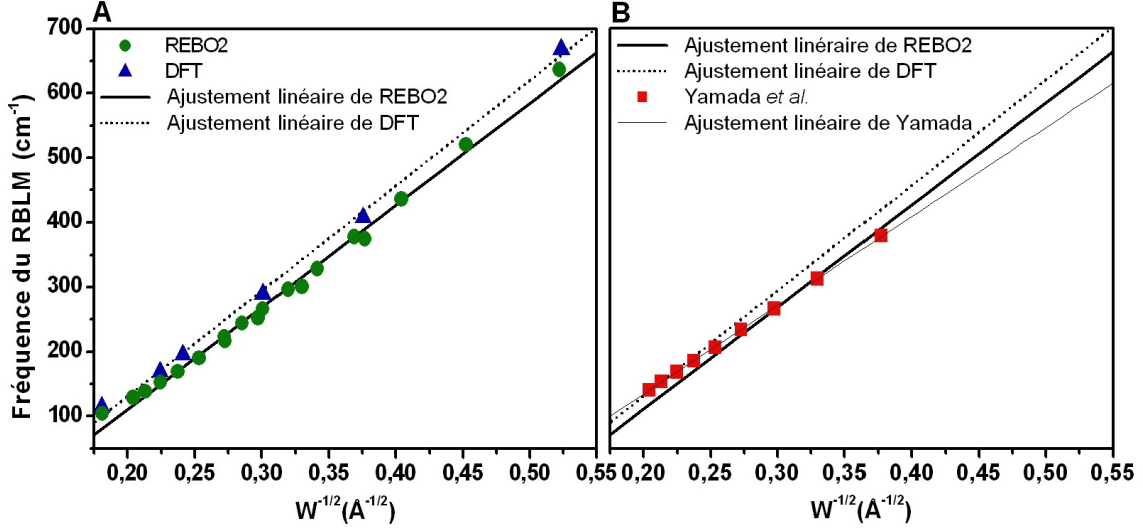 A
B
Fréquence du RBLM (cm⁻¹)
700
600
500
400
300
200
100
REBO2
DFT
Ajustement linéaire de REBO2
Ajustement linéaire de DFT
Ajustement linéraire de REBO2
Ajustement linéaire de DFT
Yamada et al.
Ajustement linéaire de Yamada
0,20 0,25 0,30 0,35 0,40 0,45 0,50 0,55
0,20 0,25 0,30 0,35 0,40 0,45 0,50 0,55
W⁻¹/²(Å⁻¹/²)
W⁻¹/²(Å⁻¹/²)